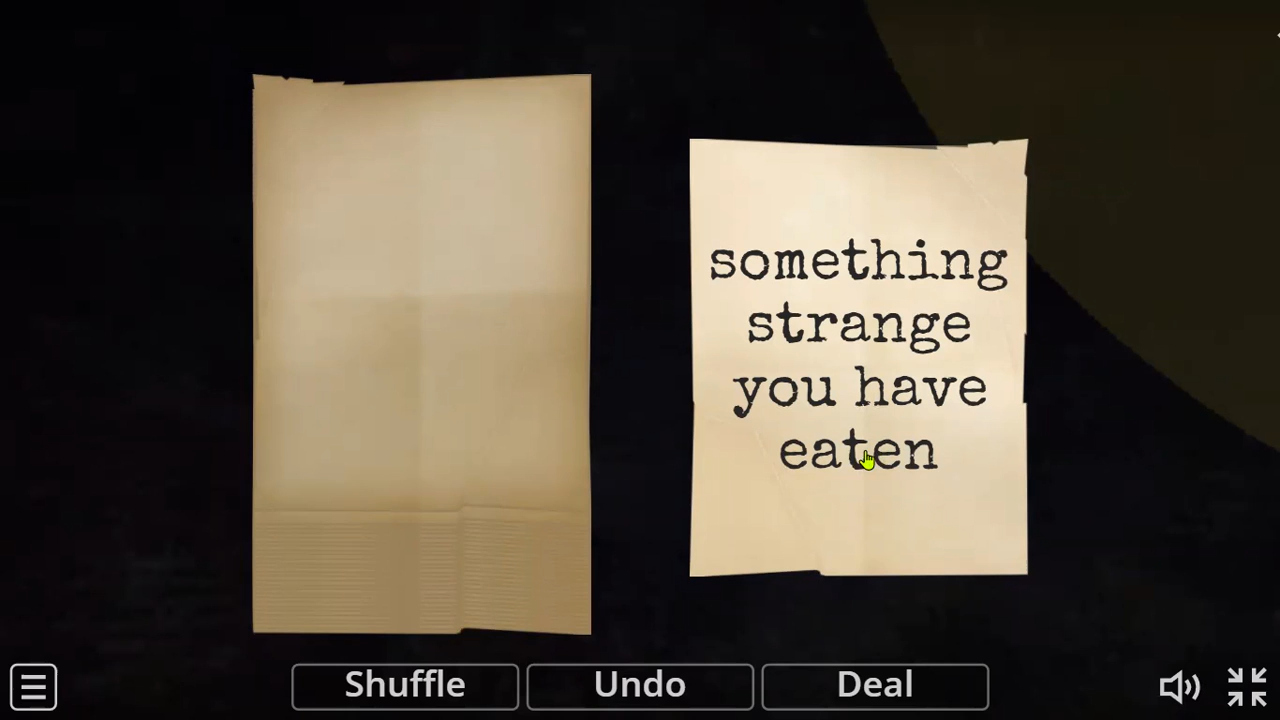 something
strange
you have
eaten
Shuffle
Undo
Deal